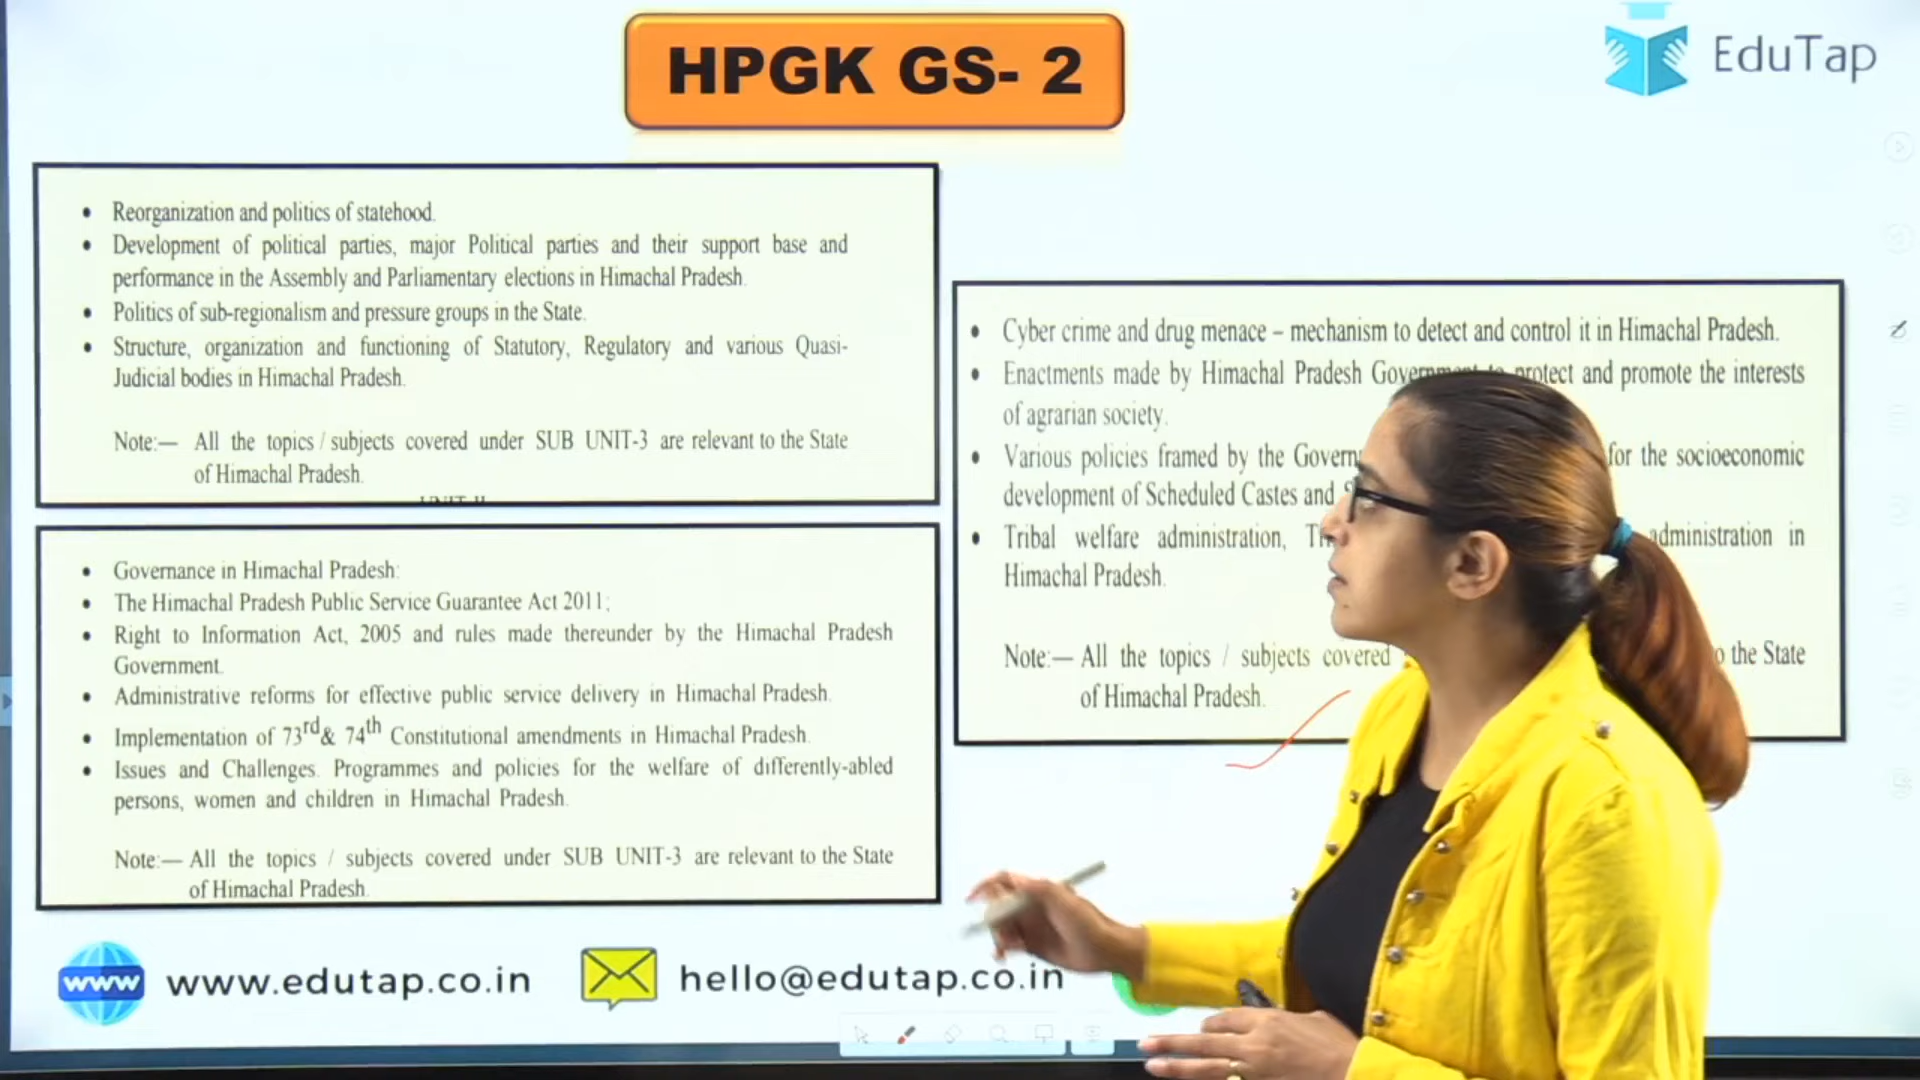 HPGK GS- 2
EduTap
• Reorganization and politics of statehood.
• Development of political parties, major Political parties and their support base and
performance in the Assembly and Parliamentary elections in Himachal Pradesh.
• Politics of sub-regionalism and pressure groups in the State.
• Structure, organization and functioning of Statutory, Regulatory and various Quasi-
Judicial bodies in Himachal Pradesh.
Note:— All the topics / subjects covered under SUB UNIT-3 are relevant to the State
of Himachal Pradesh.
• Governance in Himachal Pradesh:
• The Himachal Pradesh Public Service Guarantee Act 2011;
• Right to Information Act, 2005 and rules made thereunder by the Himachal Pradesh
Government.
• Administrative reforms for effective public service delivery in Himachal Pradesh.
• Implementation of 73rd& 74th Constitutional amendments in Himachal Pradesh.
• Issues and Challenges. Programmes and policies for the welfare of differently-abled
persons, women and children in Himachal Pradesh.
Note:— All the topics / subjects covered under SUB UNIT-3 are relevant to the State
of Himachal Pradesh.
• Cyber crime and drug menace – mechanism to detect and control it in Himachal Pradesh.
• Enactments made by Himachal Pradesh protect and promote the interests
of agrarian society.
• Various policies framed by the for the socioeconomic
development of Scheduled Castes and
• Tribal welfare administration, administration in
Himachal Pradesh.
Note:— All the topics / subjects covered the State
of Himachal Pradesh.
www www.edutap.co.in
hello@edutap.co.in